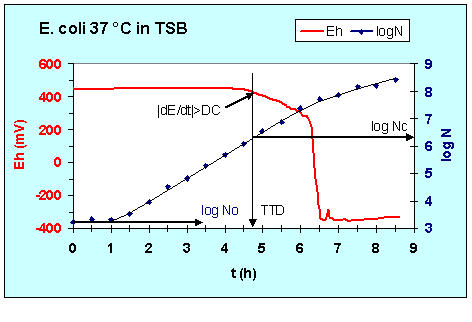 E. coli 37 °C in TSB
Eh
logN
600
400
200
0
-200
-400
Eh (mV)
9
8
7
6
5
4
3
log N
|dE/dt|>DC
log Nc
log No
TTD
0 1 2 3 4 5 6 7 8 9
t (h)